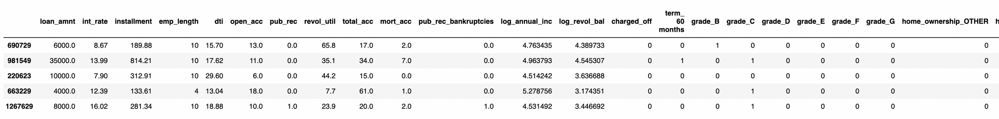 loan_amnt int_rate installment emp_length dti open_acc pub_rec revol_util total_acc mort_acc pub_rec_bankruptcies log_annual_inc log_revol_bal charged_off term_ 60 months grade_B grade_C grade_D grade_E grade_F grade_G home_ownership_OTHER
690729 6000.0 8.67 189.88 10 15.70 13.0 0.0 65.8 17.0 2.0 0.0 4.763435 4.389733 0 0 1 0 0 0 0 0 0
981549 35000.0 13.99 814.21 10 17.62 11.0 0.0 35.1 34.0 7.0 0.0 4.963793 4.545307 0 1 0 1 0 0 0 0 0
220623 10000.0 7.90 312.91 10 29.60 6.0 0.0 44.2 15.0 0.0 0.0 4.514242 3.636688 0 0 0 0 0 0 0 0 0
663229 4000.0 12.39 133.61 4 13.04 18.0 0.0 7.7 61.0 1.0 0.0 5.278756 3.174351 0 0 0 1 0 0 0 0 0
1267629 8000.0 16.02 281.34 10 18.88 10.0 1.0 23.9 20.0 2.0 1.0 4.531492 3.446692 0 0 0 1 0 0 0 0 0